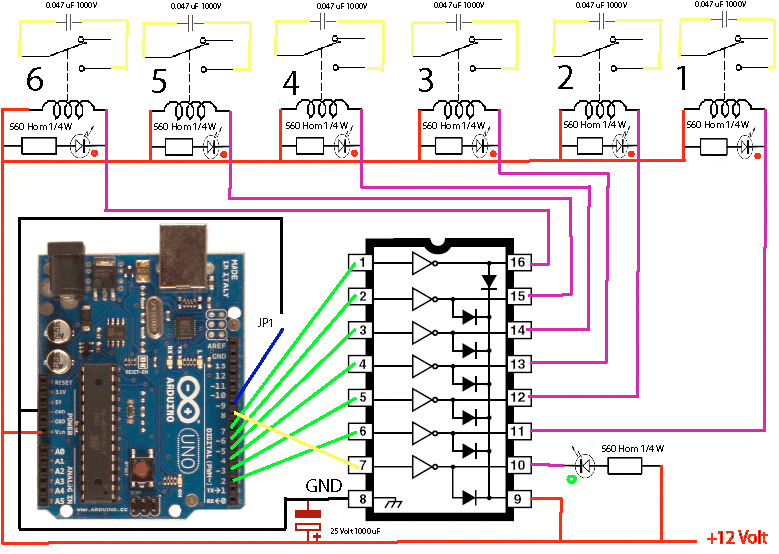 0.047 uF 1000V
0.047 uF 1000V
0.047 uF 1000V
0.047 uF 1000V
0.047 uF 1000V
0.047 uF 1000V
6
5
4
3
2
1
560 Hom 1/4 W
560 Hom 1/4 W
560 Hom 1/4 W
560 Hom 1/4 W
560 Hom 1/4 W
560 Hom 1/4 W
JP1
MADE
IN ITALY
AREF
GND
13
12
~11
~10
~9
8
7
~6
~5
4
~3
2
TX→1
RX←0
DIGITAL (PWM~)
L
TX
RX
ON
ICSP
RESET-EN
ARDUINO
UNO
RESET
3.3V
5V
GND
GND
Vin
POWER
A0
A1
A2
A3
A4
A5
ANALOG IN
WWW.ARDUINO.CC
1
2
3
4
5
6
7
8
16
15
14
13
12
11
10
9
560 Hom 1/4 W
GND
+
25 Volt 1000uF
+12 Volt